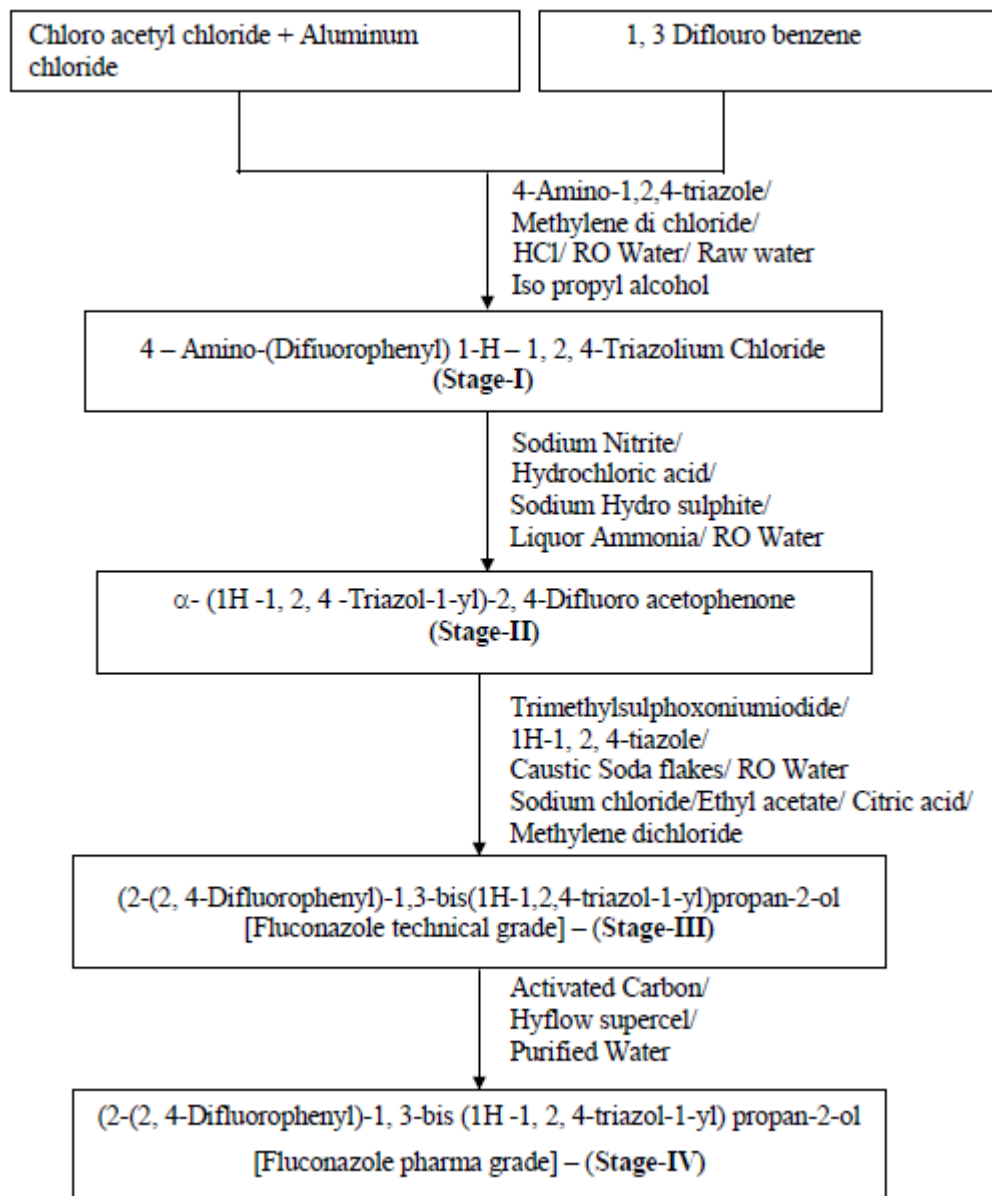 Chloro acetyl chloride + Aluminum
chloride
1, 3 Diflouro benzene
4-Amino-1,2,4-triazole/
Methylene di chloride/
HCl/ RO Water/ Raw water
Iso propyl alcohol
4 – Amino-(Difiuorophenyl) 1-H – 1, 2, 4-Triazolium Chloride
(Stage-I)
Sodium Nitrite/
Hydrochloric acid/
Sodium Hydro sulphite/
Liquor Ammonia/ RO Water
α- (1H -1, 2, 4 -Triazol-1-yl)-2, 4-Difluoro acetophenone
(Stage-II)
Trimethylsulphoxoniumiodide/
1H-1, 2, 4-tiazole/
Caustic Soda flakes/ RO Water
Sodium chloride/Ethyl acetate/ Citric acid/
Methylene dichloride
(2-(2, 4-Difluorophenyl)-1,3-bis(1H-1,2,4-triazol-1-yl)propan-2-ol
[Fluconazole technical grade] – (Stage-III)
Activated Carbon/
Hyflow supercel/
Purified Water
(2-(2, 4-Difluorophenyl)-1, 3-bis (1H -1, 2, 4-triazol-1-yl) propan-2-ol
[Fluconazole pharma grade] – (Stage-IV)